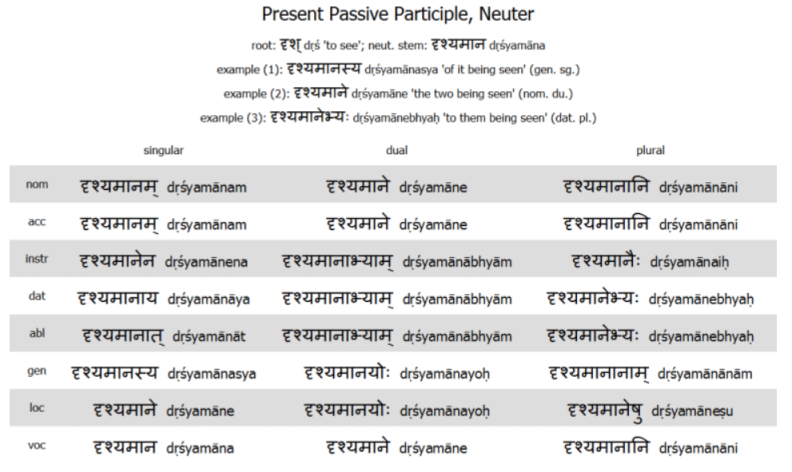 Present Passive Participle, Neuter
root: दृश् dṛś 'to see'; neut. stem: दृश्यमान dṛśyamāna
example (1): दृश्यमानस्य dṛśyamānasya 'of it being seen' (gen. sg.)
example (2): दृश्यमाने dṛśyamāne 'the two being seen' (nom. du.)
example (3): दृश्यमानेभ्यः dṛśyamānebhyaḥ 'to them being seen' (dat. pl.)
singular dual plural
nom दृश्यमानम् dṛśyamānam दृश्यमाने dṛśyamāne दृश्यमानानि dṛśyamānāni
acc दृश्यमानम् dṛśyamānam दृश्यमाने dṛśyamāne दृश्यमानानि dṛśyamānāni
instr दृश्यमानेन dṛśyamānena दृश्यमानाभ्याम् dṛśyamānābhyām दृश्यमानैः dṛśyamānaiḥ
dat दृश्यमानाय dṛśyamānāya दृश्यमानाभ्याम् dṛśyamānābhyām दृश्यमानेभ्यः dṛśyamānebhyaḥ
abl दृश्यमानात् dṛśyamānāt दृश्यमानाभ्याम् dṛśyamānābhyām दृश्यमानेभ्यः dṛśyamānebhyaḥ
gen दृश्यमानस्य dṛśyamānasya दृश्यमानयोः dṛśyamānayoḥ दृश्यमानानाम् dṛśyamānānām
loc दृश्यमाने dṛśyamāne दृश्यमानयोः dṛśyamānayoḥ दृश्यमानेषु dṛśyamāneṣu
voc दृश्यमान dṛśyamāna दृश्यमाने dṛśyamāne दृश्यमानानि dṛśyamānāni